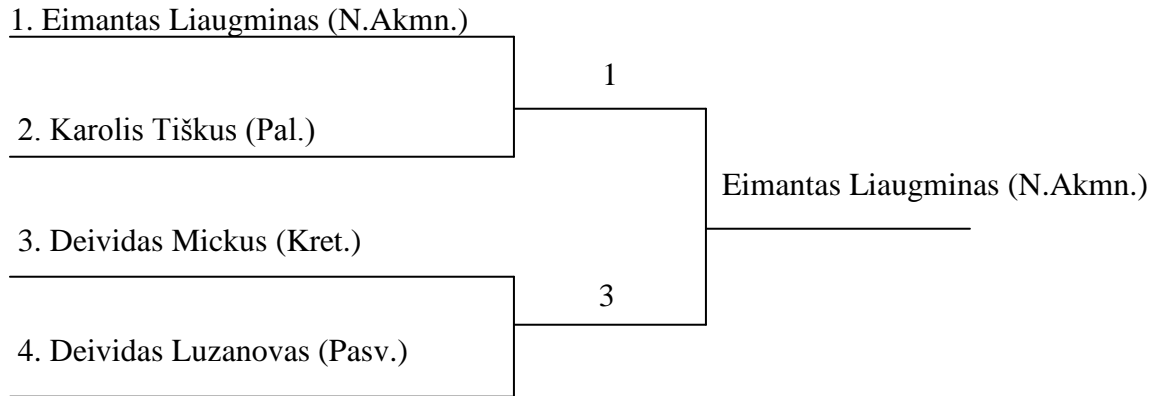 1. Eimantas Liaugminas (N.Akmn.)
1
2. Karolis Tiškus (Pal.)
Eimantas Liaugminas (N.Akmn.)
3. Deividas Mickus (Kret.)
3
4. Deividas Luzanovas (Pasv.)